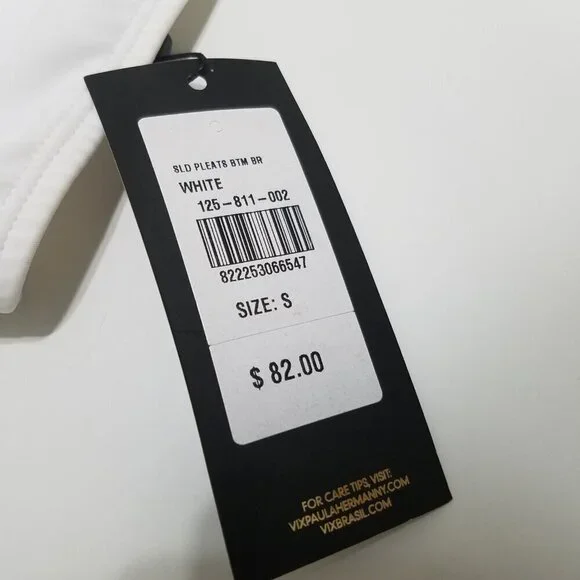 SLD PLEATS BTM BR
WHITE
125-811-002
822253066547
SIZE: S
$ 82.00
FOR CARE TIPS, VISIT:
VIXPAULAHERMANNY.COM
VIXBRASIL.COM